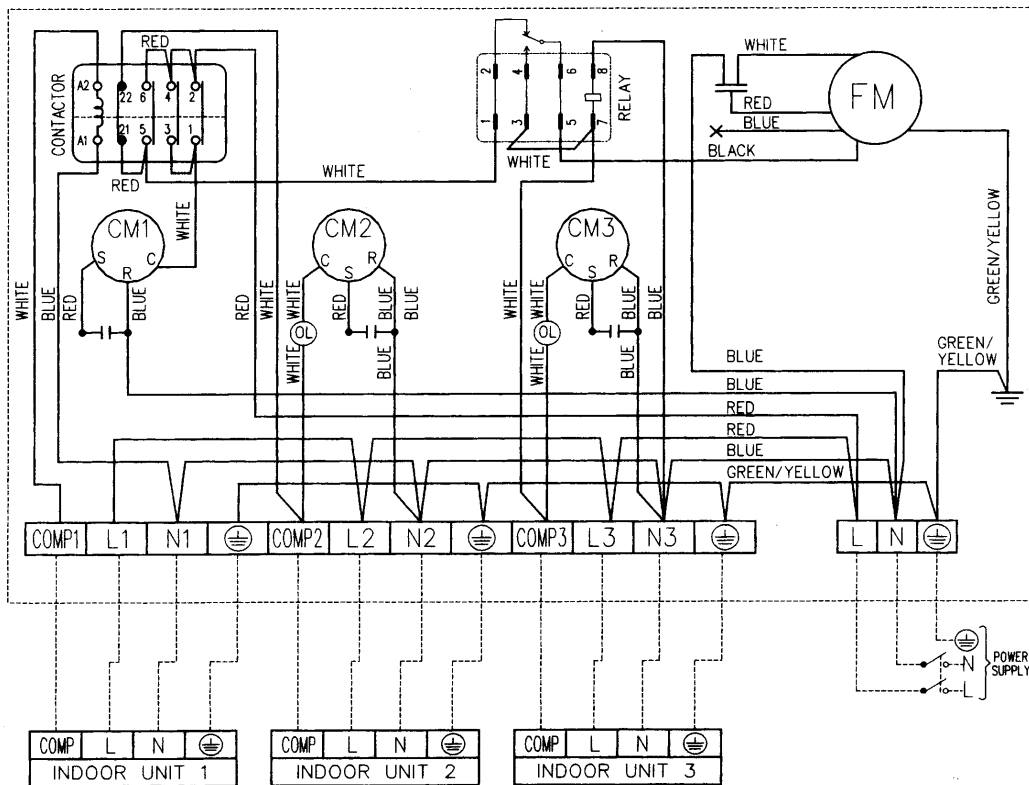 RED
WHITE
CONTACTOR
A2
22
6
4
2
A1
21
5
3
1
RED
WHITE
2
4
6
8
1
3
5
7
RELAY
WHITE
WHITE
RED
BLUE
BLACK
FM
GREEN/YELLOW
CM1
S
R
C
WHITE
CM2
C
S
R
CM3
C
S
R
WHITE
BLUE
RED
BLUE
RED
WHITE
WHITE
OL
WHITE
RED
BLUE
BLUE
BLUE
WHITE
WHITE
OL
WHITE
RED
BLUE
BLUE
BLUE
GREEN/
YELLOW
BLUE
BLUE
RED
RED
BLUE
GREEN/YELLOW
COMP1 L1 N1 COMP2 L2 N2 COMP3 L3 N3
L N
N
L
POWER
SUPPLY
COMP L N
INDOOR UNIT 1
COMP L N
INDOOR UNIT 2
COMP L N
INDOOR UNIT 3